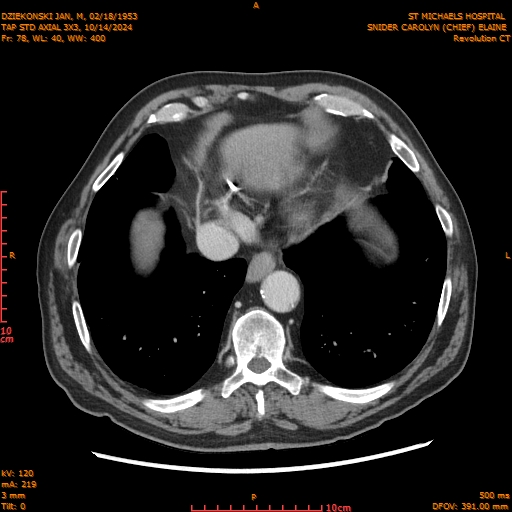 A
DZIEKONSKI JAN, M, 02/18/1953
TAP STD AXIAL 3X3, 10/14/2024
Fr: 78, WL: 40, WW: 400
ST MICHAELS HOSPITAL
SNIDER CAROLYN (CHIEF) ELAINE
Revolution CT
R
L
10
cm
kV: 120
mA: 219
3 mm
Tilt: 0
P
10cm
500 ms
DFOV: 391.00 mm